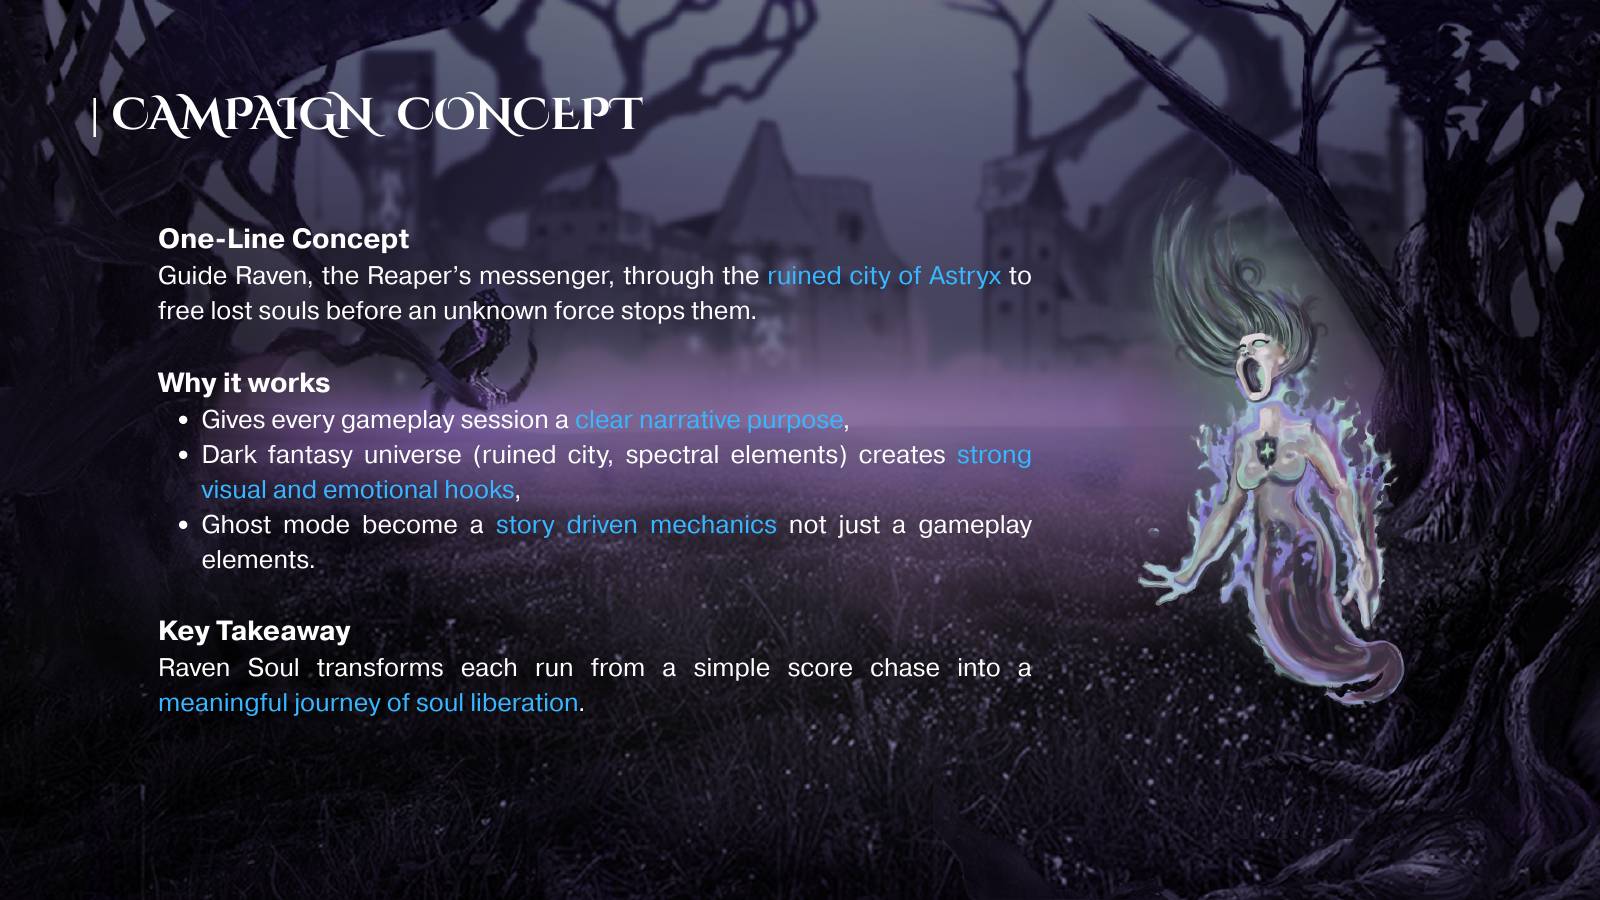 | CAMPAIGN CONCEPT
One-Line Concept
Guide Raven, the Reaper’s messenger, through the ruined city of Astryx to
free lost souls before an unknown force stops them.
Why it works
• Gives every gameplay session a clear narrative purpose,
• Dark fantasy universe (ruined city, spectral elements) creates strong
visual and emotional hooks,
• Ghost mode become a story driven mechanics not just a gameplay
elements.
Key Takeaway
Raven Soul transforms each run from a simple score chase into a
meaningful journey of soul liberation.